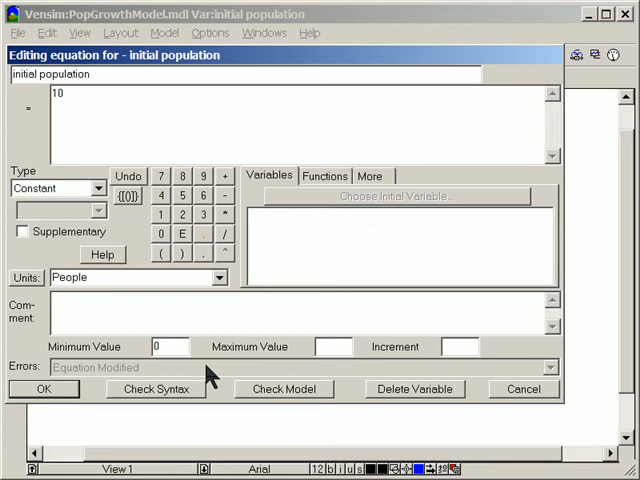 Vensim:PopGrowthModel.mdl Var:initial population
File Edit View Layout Model Options Windows Help
Editing equation for - initial population
initial population
= 10
Type
Undo 7 8 9 + Variables Functions More
Constant {[()]} 4 5 6 - Choose Initial Variable...
1 2 3 *
Supplementary 0 E . /
Help ( ) . ^
Units: People
Com-
ment:
Minimum Value 0 Maximum Value Increment
Errors: Equation Modified
OK Check Syntax Check Model Delete Variable Cancel
View 1 Arial 12 b i u s